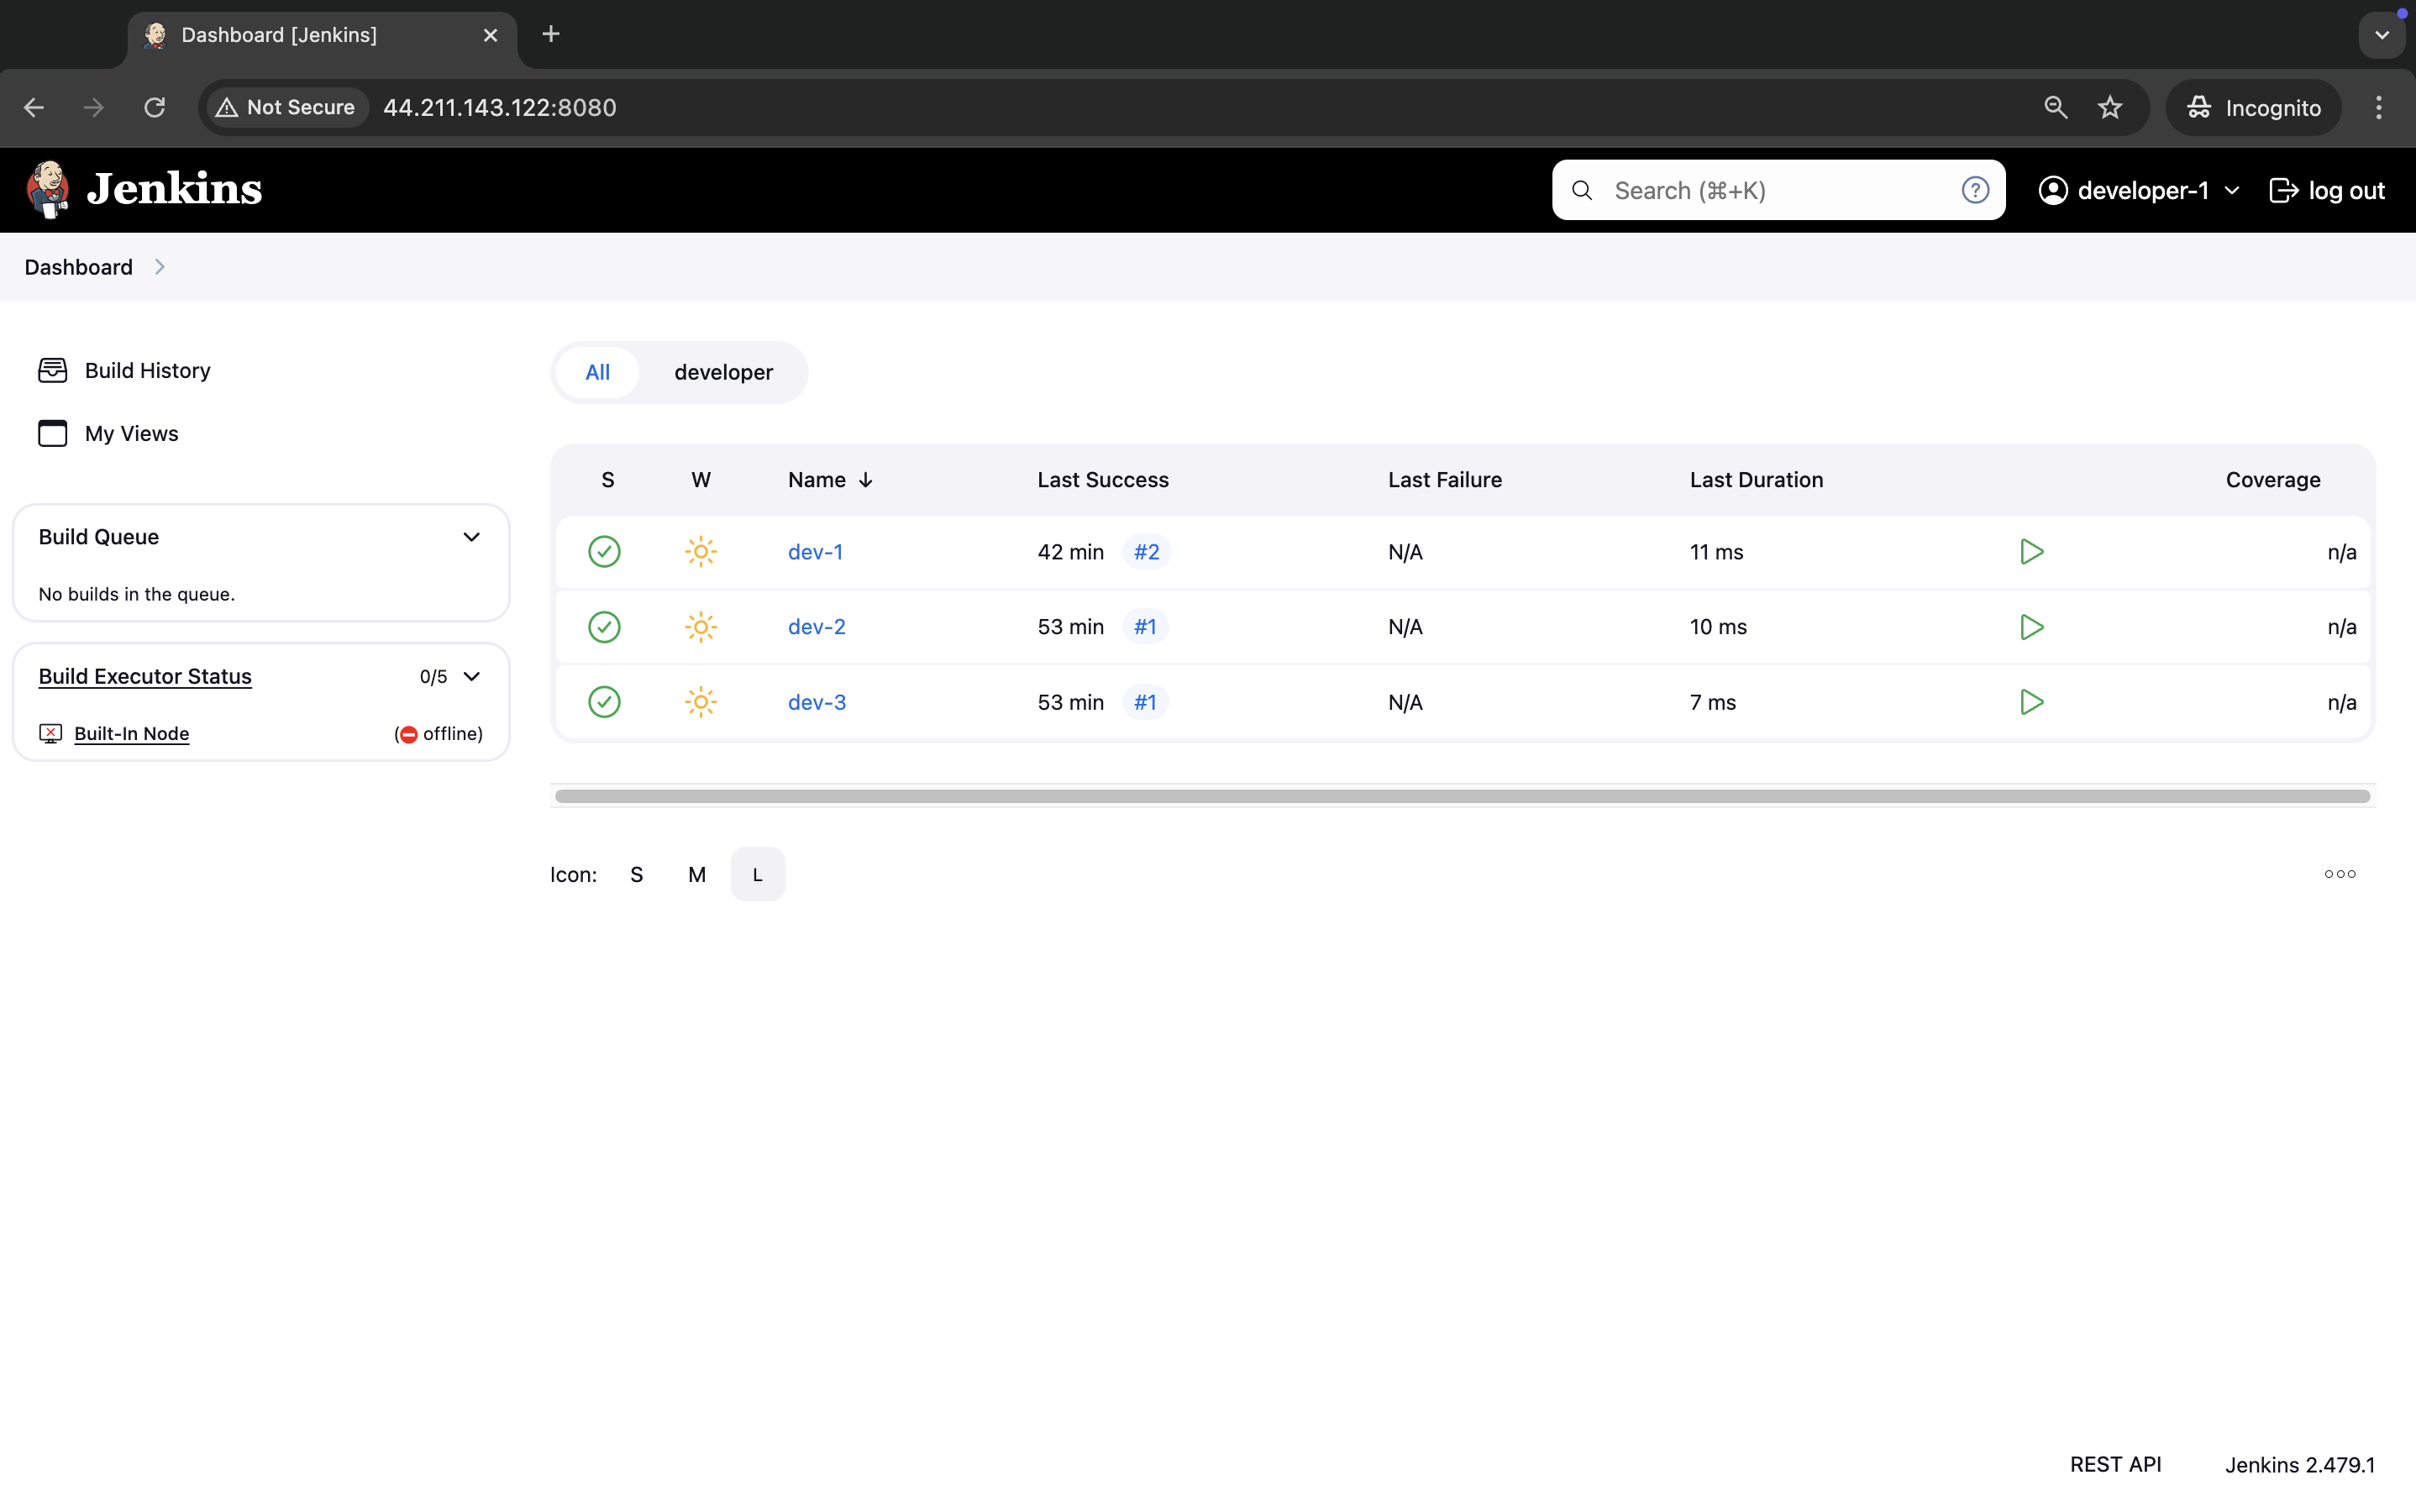 Dashboard [Jenkins]
Not Secure 44.211.143.122:8080 Incognito
Jenkins Search (⌘+K) developer-1 log out
Dashboard
Build History
My Views
Build Queue
No builds in the queue.
Build Executor Status 0/5
Built-In Node (offline)
All developer
S W Name ↓ Last Success Last Failure Last Duration Coverage
dev-1 42 min #2 N/A 11 ms n/a
dev-2 53 min #1 N/A 10 ms n/a
dev-3 53 min #1 N/A 7 ms n/a
Icon: S M L
REST API Jenkins 2.479.1